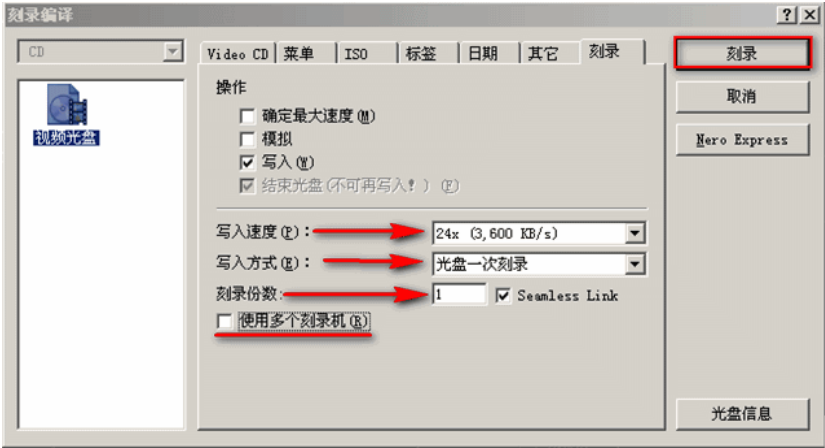 刻录编译
CD
Video CD 菜单 ISO 标签 日期 其它 刻录
刻录
取消
Nero Express
视频光盘
操作
确定最大速度(M)
模拟
写入(W)
结束光盘(不可再写入!)(F)
写入速度(P): 24x (3,600 KB/s)
写入方式(E): 光盘一次刻录
刻录份数: 1 Seamless Link
使用多个刻录机(R)
光盘信息